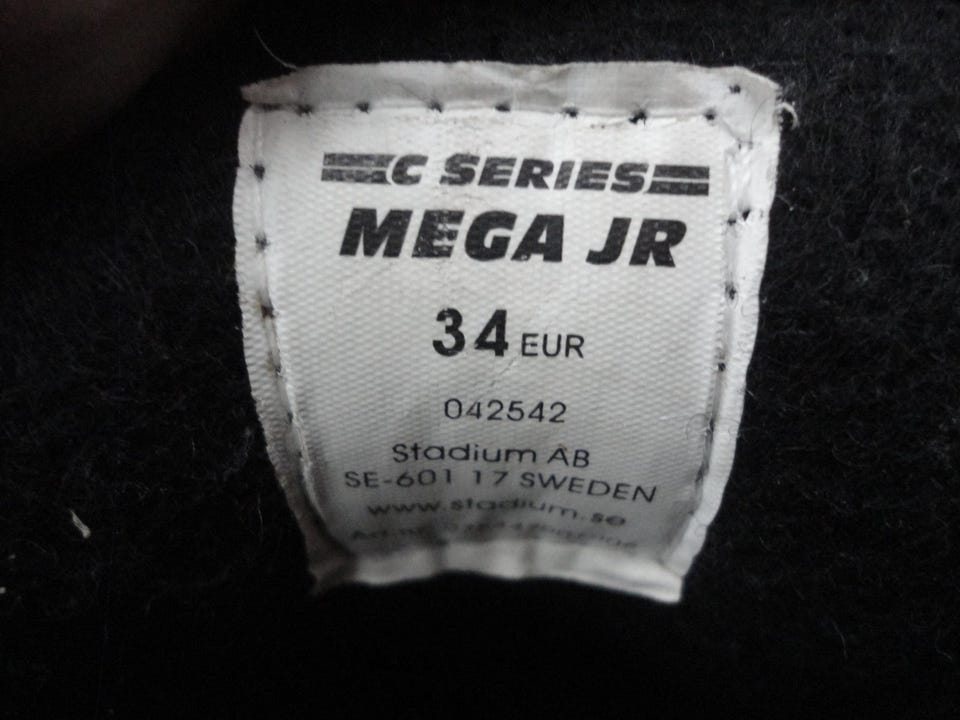 C SERIES
MEGA JR
34 EUR
042542
Stadium AB
SE-601 17 SWEDEN
www.stadium.se